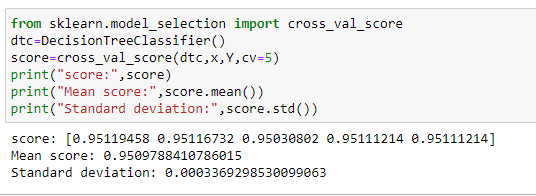 from sklearn.model_selection import cross_val_score
dtc=DecisionTreeClassifier()
score=cross_val_score(dtc,x,Y,cv=5)
print("score:",score)
print("Mean score:",score.mean())
print("Standard deviation:",score.std())
score: [0.95119458 0.95116732 0.95030802 0.95111214 0.95111214]
Mean score: 0.9509788410786015
Standard deviation: 0.0003369298530099063